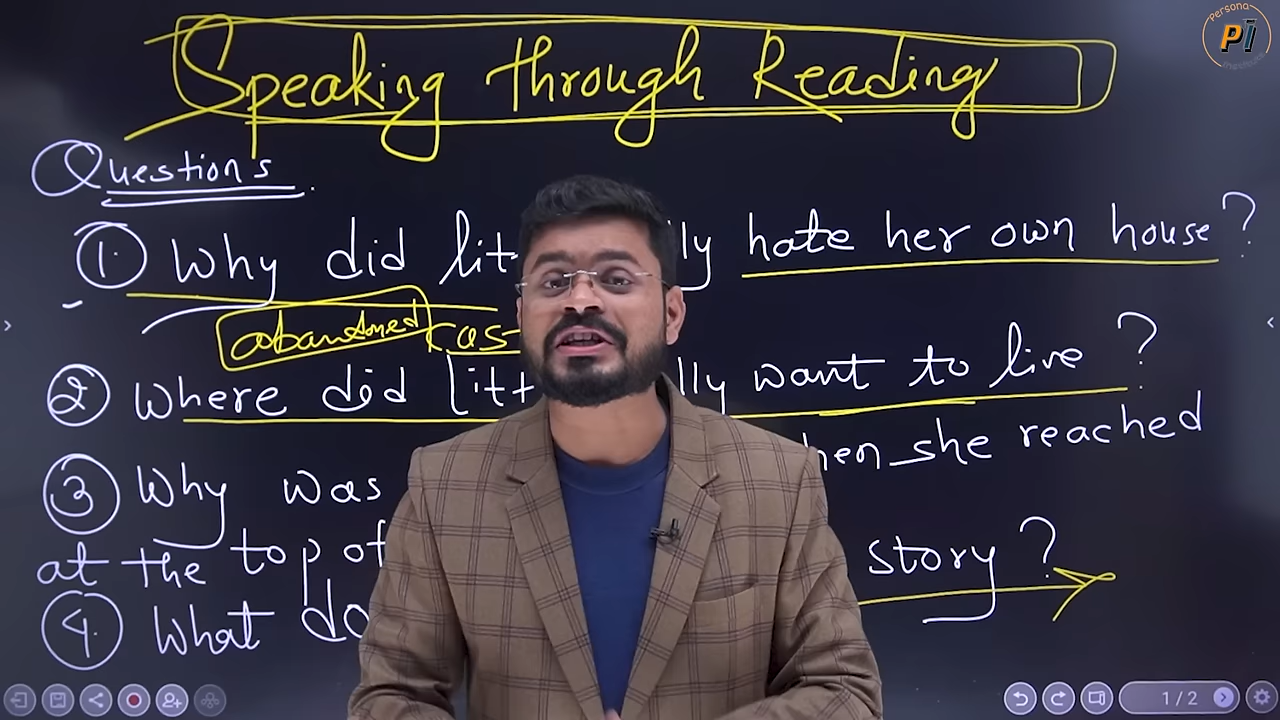 Persona
PI
Speaking through Reading
Questions
① Why did lit ly hate her own house?
abandoned cas
② Where did litt lly want to live?
③ Why was hen she reached
at the top of story?
④ What do
1/2